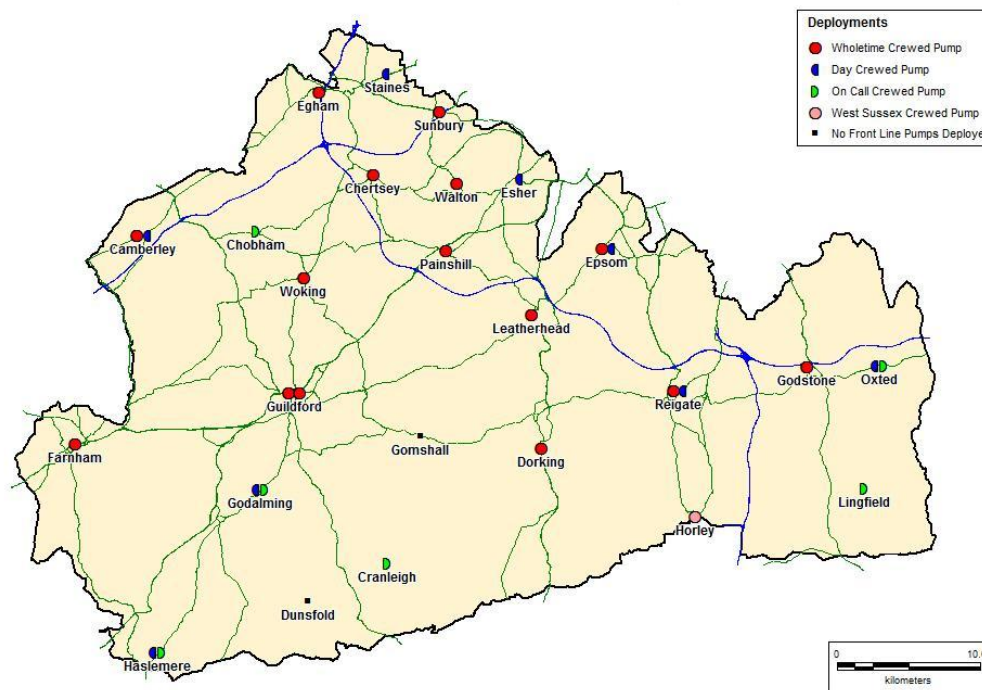 Deployments
Wholetime Crewed Pump
Day Crewed Pump
On Call Crewed Pump
West Sussex Crewed Pump
No Front Line Pumps Deploye
Staines
Egham
Sunbury
Chertsey
Walton
Esher
Camberley
Chobham
Painshill
Epsom
Woking
Leatherhead
Godstone
Oxted
Guildford
Reigate
Gomshall
Farnham
Dorking
Godalming
Lingfield
Horley
Cranleigh
Dunsfold
Haslemere
0 10.0
kilometers